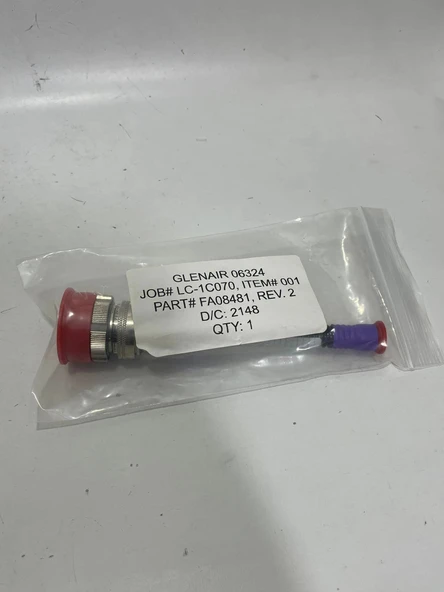 GLENAIR 06324
JOB# LC-1C070, ITEM# 001
PART# FA08481, REV. 2
D/C: 2148
QTY: 1